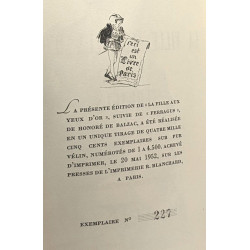 Ceci
est un
Livre
de
Paris
LA PRÉSENTE ÉDITION DE « LA FILLE AUX
YEUX D'OR », SUIVIE DE « FERRAGUS »,
DE HONORÉ DE BALZAC, A ÉTÉ RÉALISÉE
EN UN UNIQUE TIRAGE DE QUATRE MILLE
CINQ CENTS EXEMPLAIRES SUR PUR
VÉLIN, NUMÉROTÉS DE 1 A 4.500, ACHEVÉ
D'IMPRIMER, LE 20 MAI 1952, SUR LES
PRESSES DE L'IMPRIMERIE R. BLANCHARD,
A PARIS.
EXEMPLAIRE N° 227